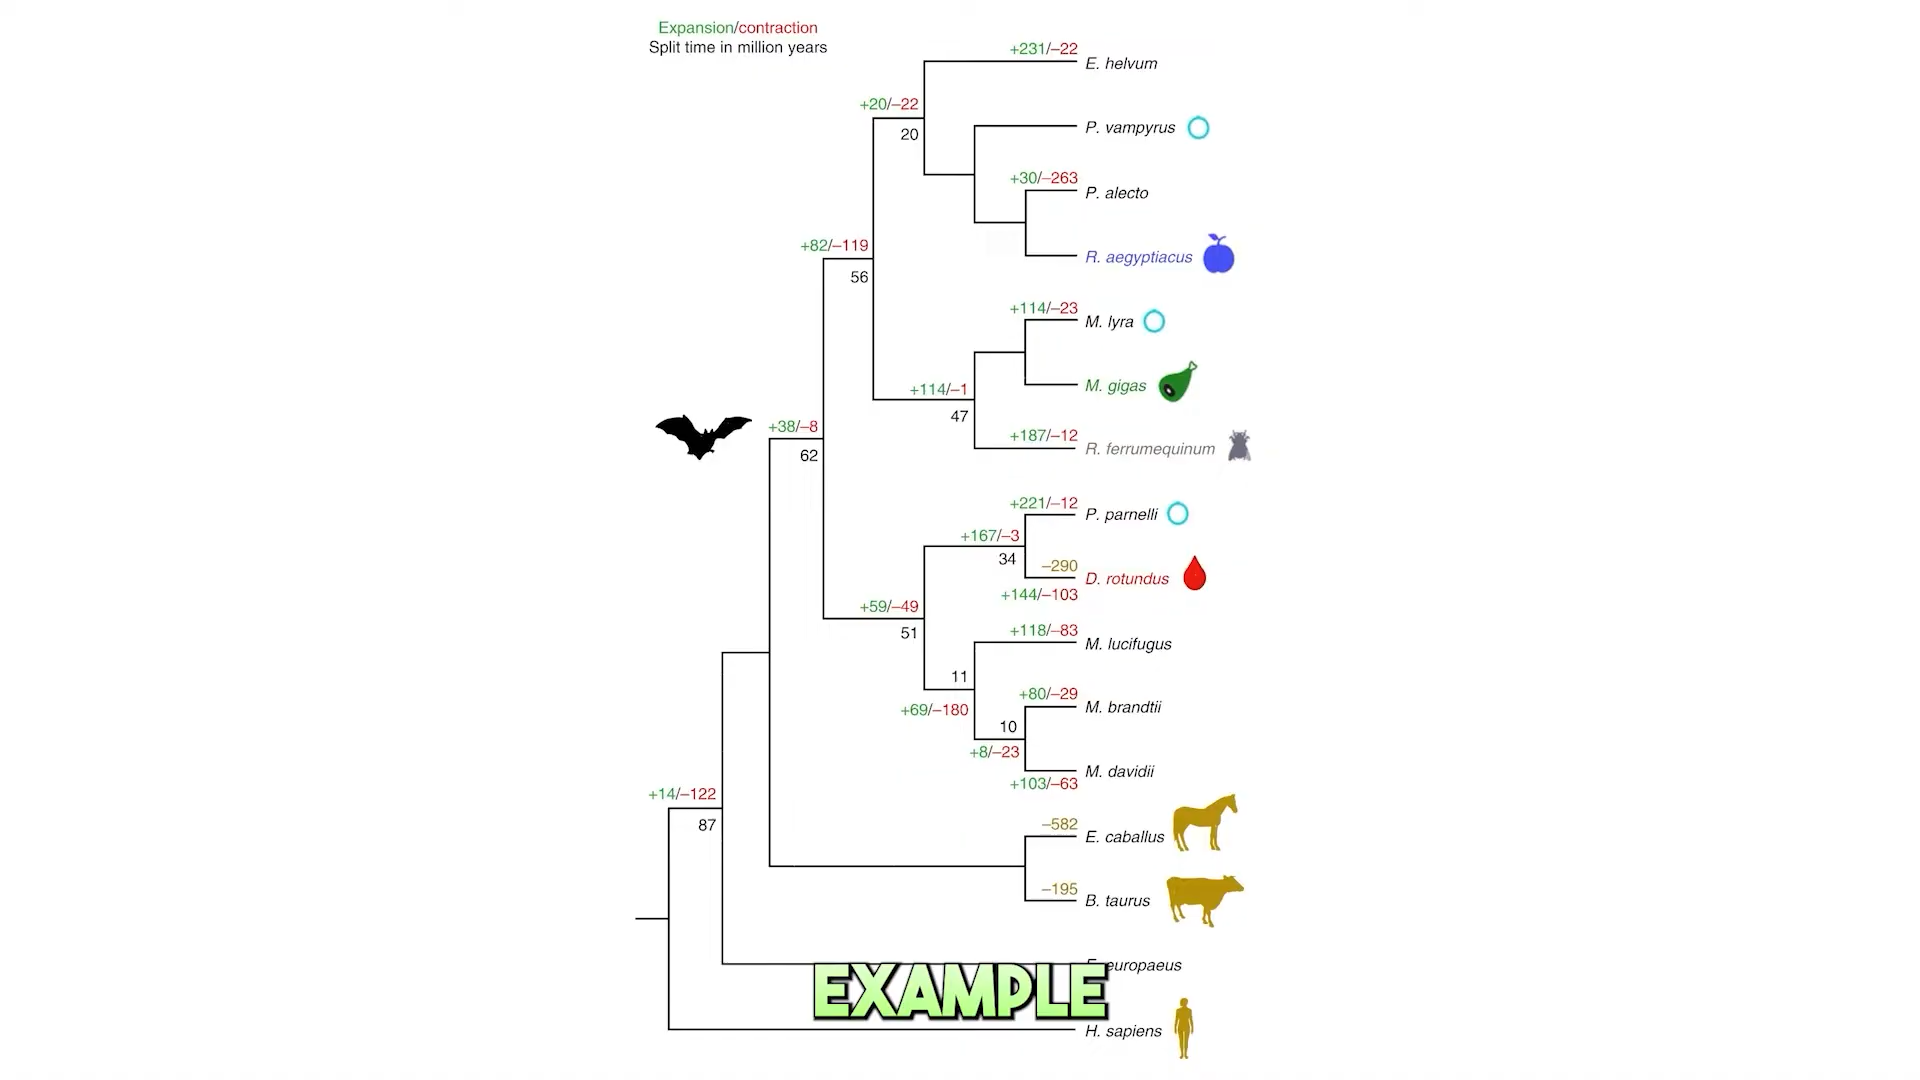 Expansion/contraction
Split time in million years
+231/–22
E. helvum
+20/–22
20
P. vampyrus
+30/–263
P. alecto
+82/–119
56
R. aegyptiacus
+114/–23
M. lyra
+114/–1
47
M. gigas
+38/–8
62
+187/–12
R. ferrumequinum
+221/–12
P. parnelli
+167/–3
34
–290
D. rotundus
+144/–103
+59/–49
51
+118/–83
M. lucifugus
11
+69/–180
+80/–29
M. brandtii
10
+8/–23
M. davidii
+103/–63
+14/–122
87
–582
E. caballus
–195
B. taurus
europaeus
EXAMPLE
H. sapiens